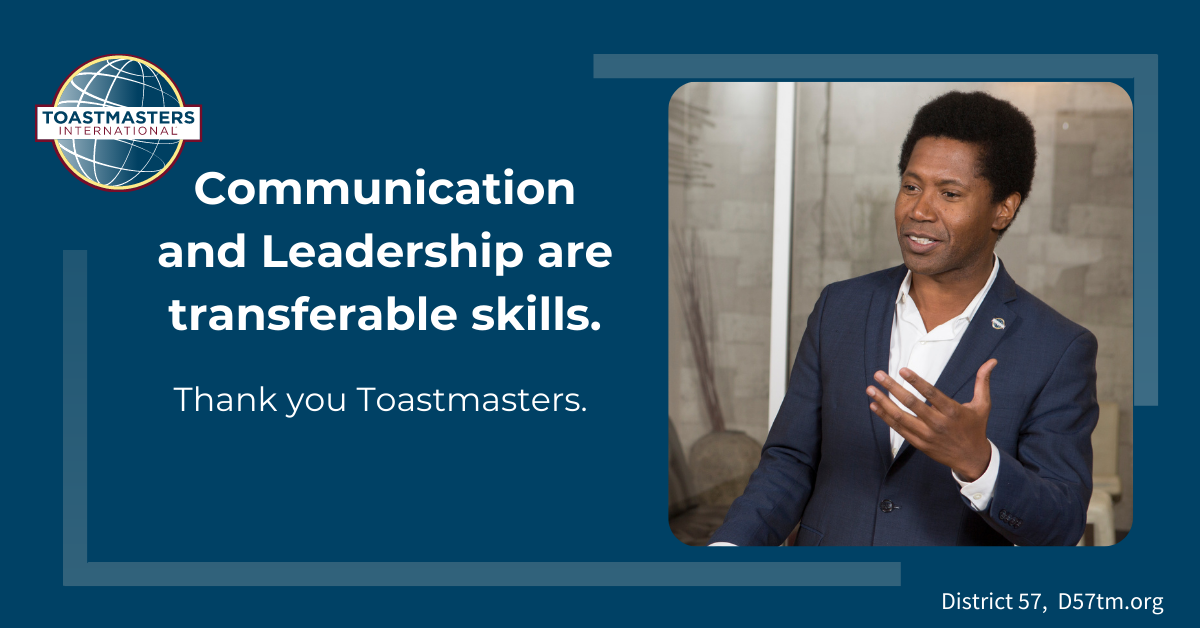 TOASTMASTERS
INTERNATIONAL
Communication
and Leadership are
transferable skills.
Thank you Toastmasters.
District 57, D57tm.org